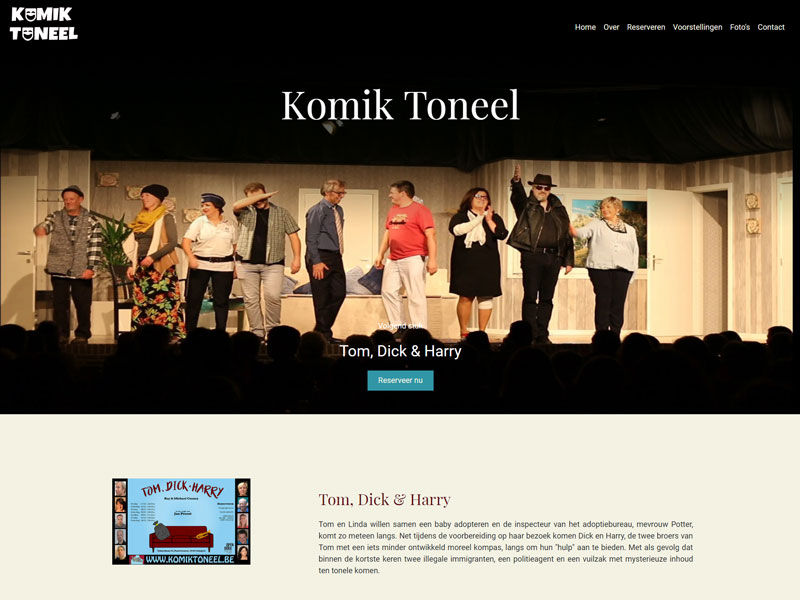 KOMIK
TONEEL
Home Over Reserveren Voorstellingen Foto's Contact
Komik Toneel
Volgend stuk
Tom, Dick & Harry
Reserveer nu
TOM, DICK & HARRY
Ray & Michael Cooney
WWW.KOMIKTONEEL.BE
Tom, Dick & Harry
Tom en Linda willen samen een baby adopteren en de inspecteur van het adoptiebureau, mevrouw Potter,
komt zo meteen langs. Net tijdens de voorbereiding op haar bezoek komen Dick en Harry, de twee broers van
Tom met een iets minder ontwikkeld moreel kompas, langs om hun "hulp" aan te bieden. Met als gevolg dat
binnen de kortste keren twee illegale immigranten, een politieagent en een vuilzak met mysterieuze inhoud
ten tonele komen.